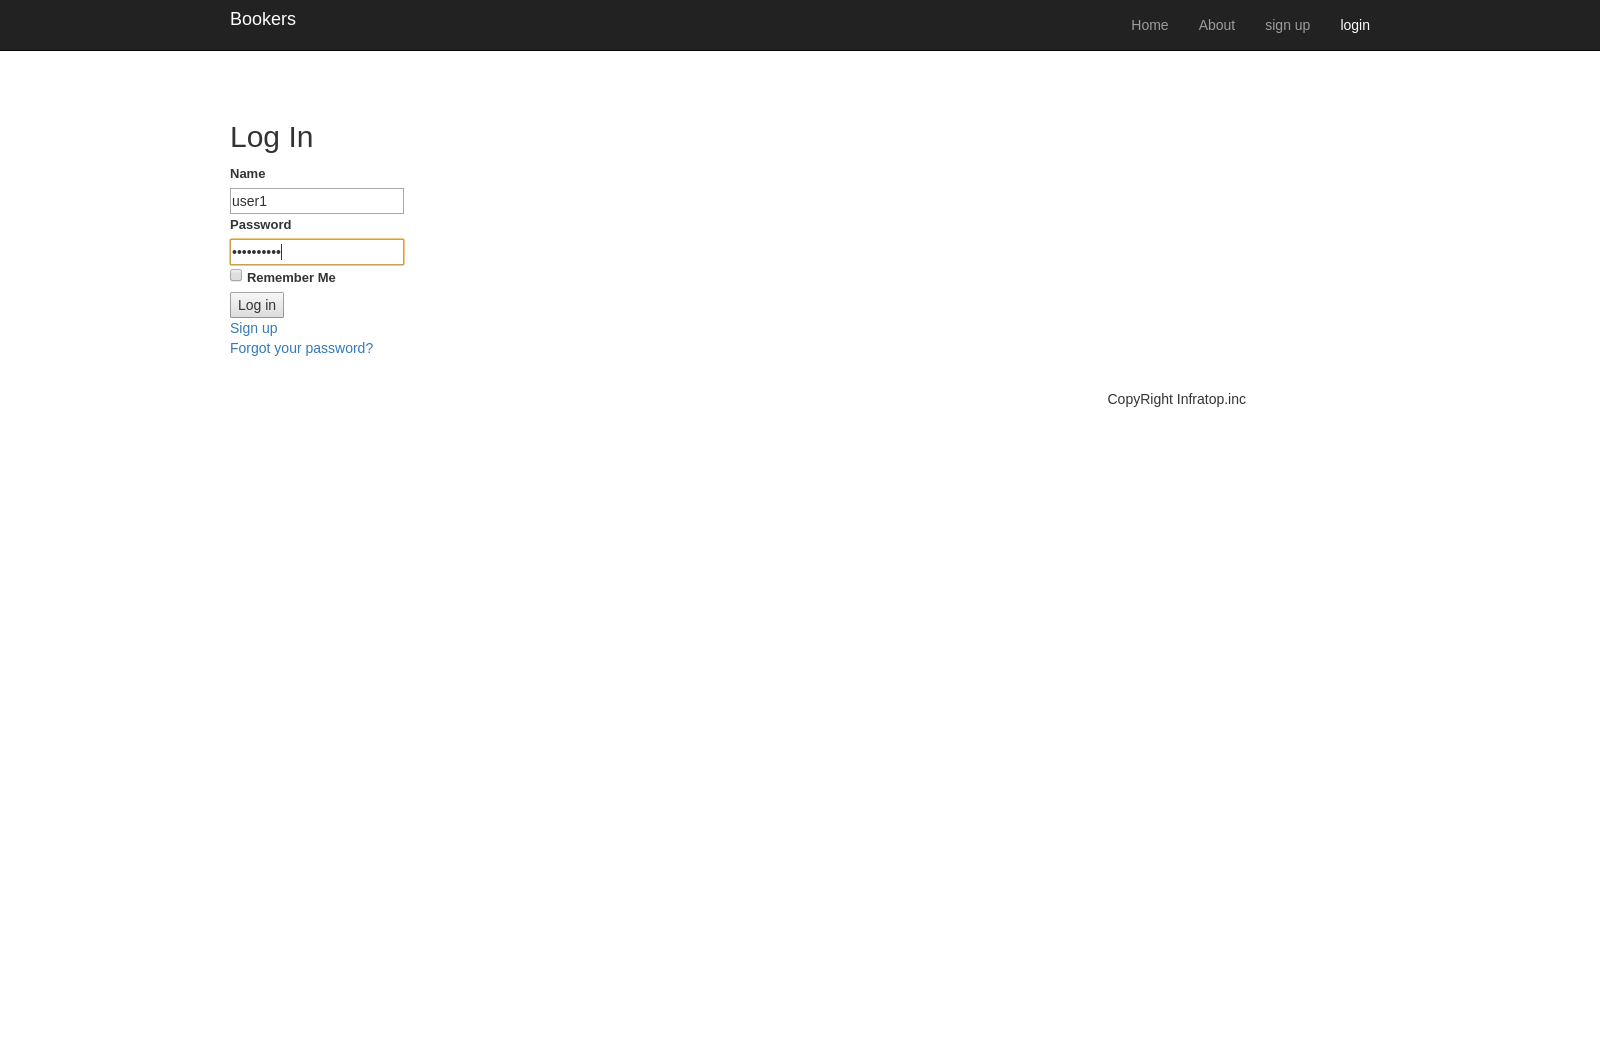 Bookers
Home About sign up login
Log In
Name
user1
Password
••••••••••
Remember Me
Log in
Sign up
Forgot your password?
CopyRight Infratop.inc